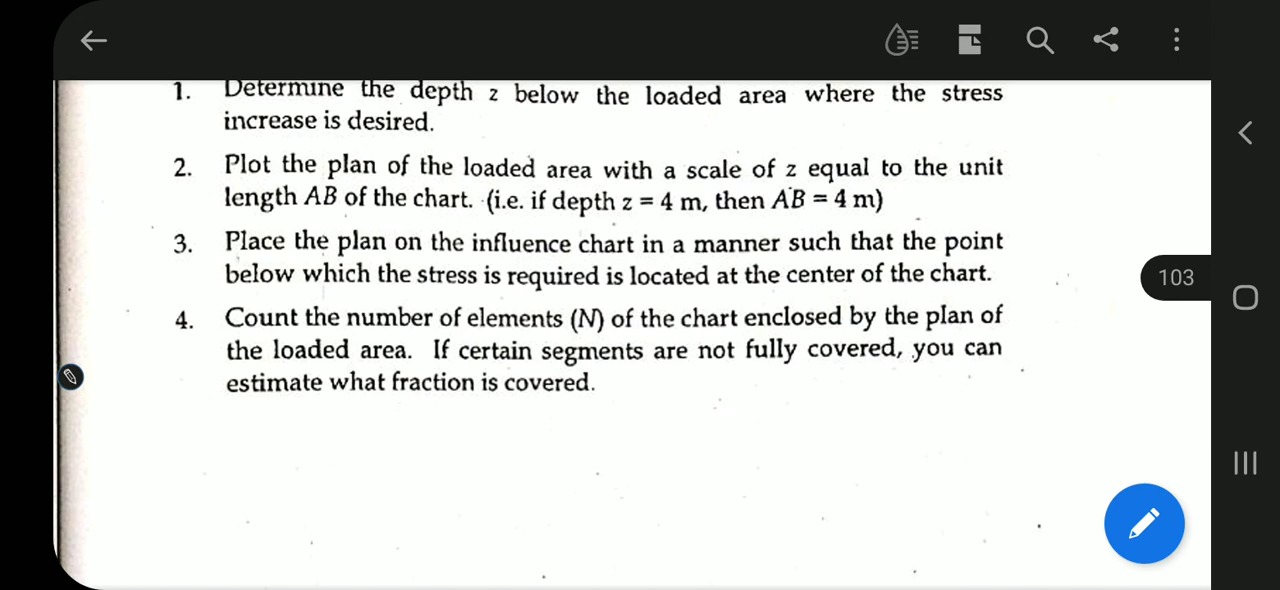 1. Determine the depth z below the loaded area where the stress
increase is desired.
2. Plot the plan of the loaded area with a scale of z equal to the unit
length AB of the chart. (i.e. if depth z = 4 m, then AB = 4 m)
3. Place the plan on the influence chart in a manner such that the point
below which the stress is required is located at the center of the chart.
103
4. Count the number of elements (N) of the chart enclosed by the plan of
the loaded area. If certain segments are not fully covered, you can
estimate what fraction is covered.